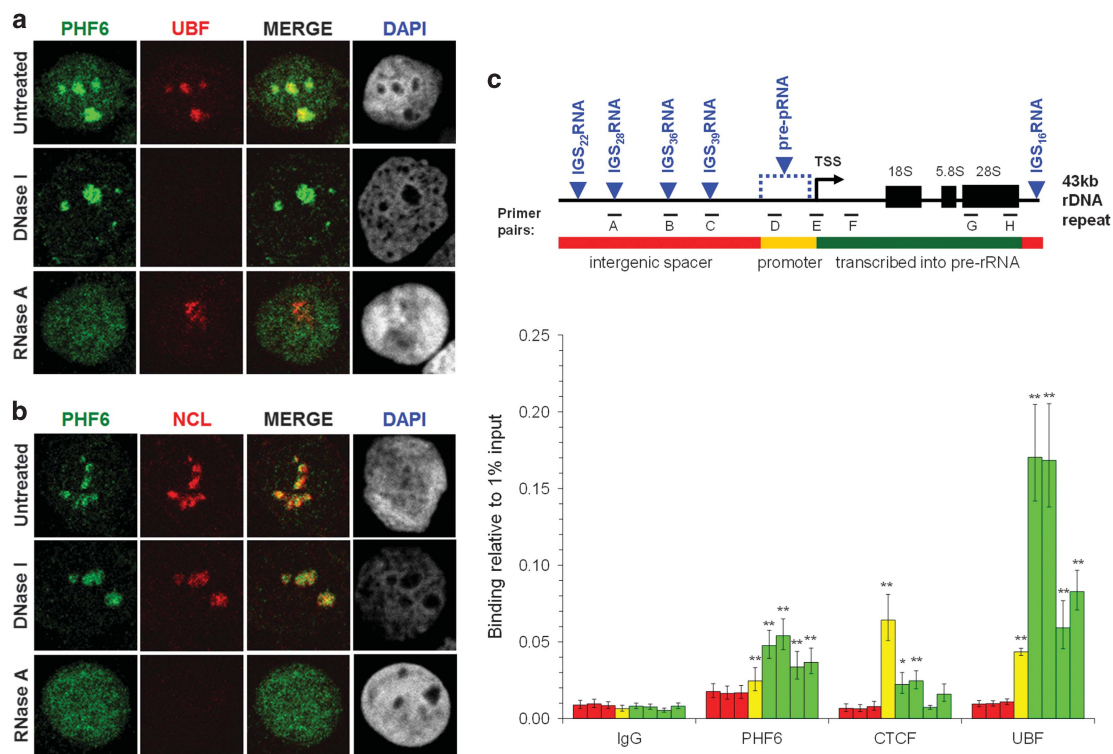 a
PHF6 UBF MERGE DAPI
Untreated
DNase I
RNase A
b
PHF6 NCL MERGE DAPI
Untreated
DNase I
RNase A
c
IGS22RNA IGS28RNA IGS36RNA IGS39RNA pre-pRNA IGS16RNA
TSS 18S 5.8S 28S
43kb
rDNA
repeat
Primer
pairs:
A B C D E F G H
intergenic spacer promoter transcribed into pre-rRNA
Binding relative to 1% input
0.25
0.20
** **
0.15
0.10
**
**
0.05
** ** ** ** ** ** * ** ** **
0.00
IgG PHF6 CTCF UBF